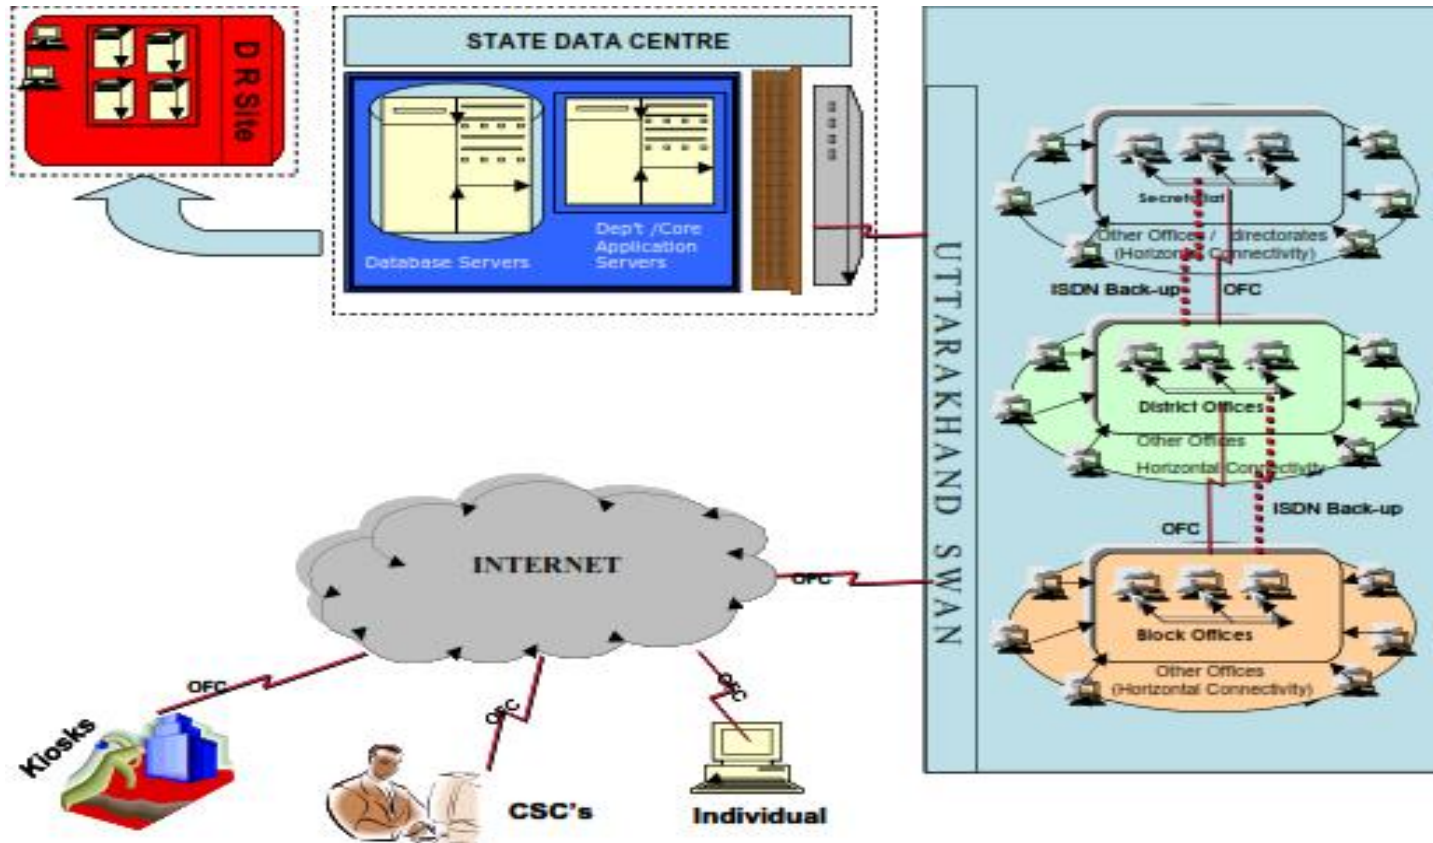 D R Site
STATE DATA CENTRE
Database Servers
Dep't /Core
Application
Servers
UTTARAKHAND SWAN
Secretariat
Other Offices / directorates
(Horizontal Connectivity)
ISDN Back-up
OFC
District Offices
Other Offices
Horizontal Connectivity
OFC
ISDN Back-up
Block Offices
Other Offices
(Horizontal Connectivity)
INTERNET
OFC
OFC
OFC
OFC
Kiosks
CSC's
Individual